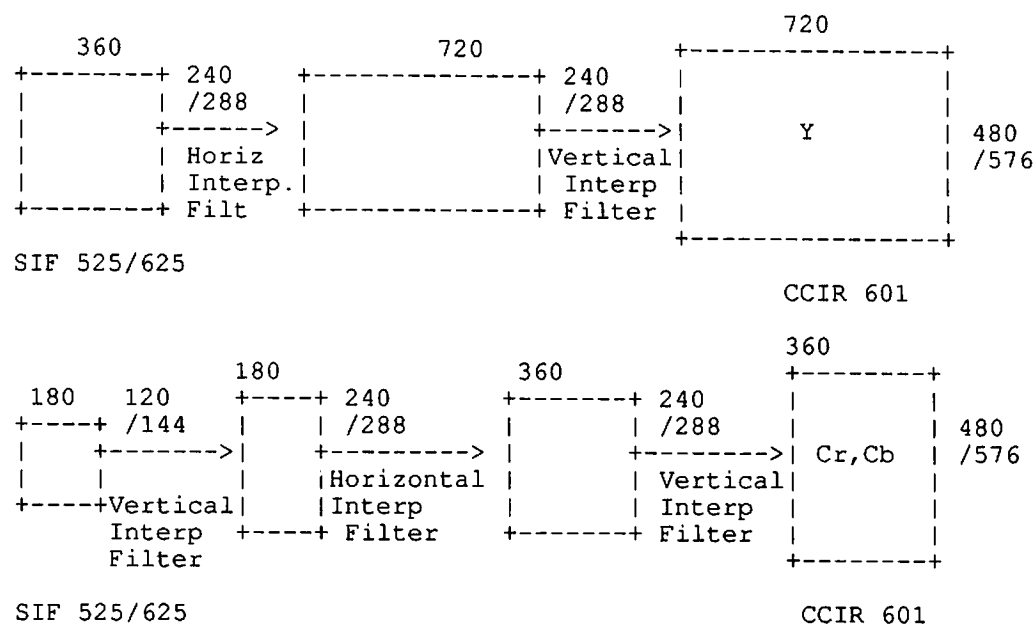 720
360 720
240 240
/288 /288
Y 480
Horiz Vertical /576
Interp. Interp
Filt Filter
SIF 525/625
CCIR 601
360
180 360
180 120 240 240
/144 /288 /288 480
Cr,Cb /576
Horizontal Vertical
Vertical Interp Interp
Interp Filter Filter
Filter
SIF 525/625 CCIR 601